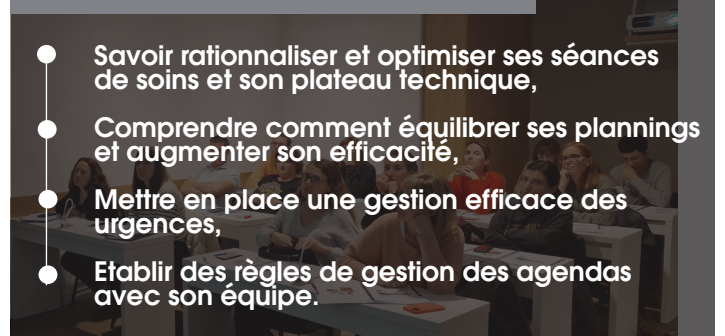 Savoir rationnaliser et optimiser ses séances
de soins et son plateau technique,
Comprendre comment équilibrer ses plannings
et augmenter son efficacité,
Mettre en place une gestion efficace des
urgences,
Etablir des règles de gestion des agendas
avec son équipe.